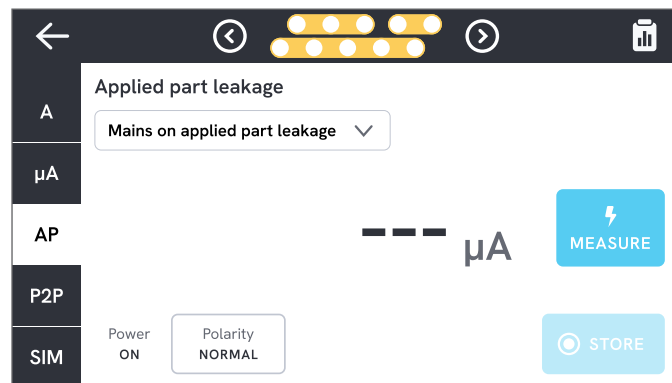 Applied part leakage
A
Mains on applied part leakage
µA
AP
--- µA
MEASURE
P2P
Power
ON
Polarity
NORMAL
STORE
SIM